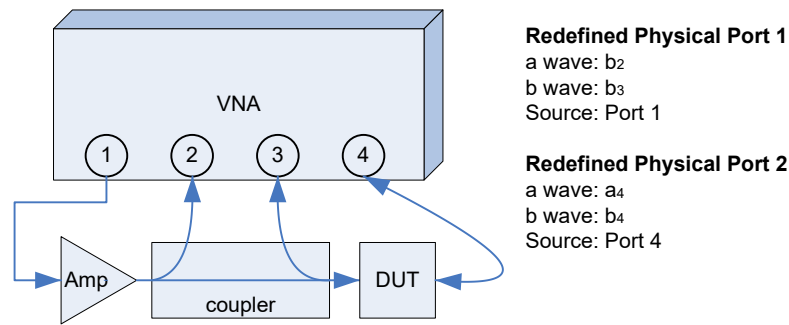 VNA
1 2 3 4
Amp
coupler
DUT
Redefined Physical Port 1
a wave: b2
b wave: b3
Source: Port 1
Redefined Physical Port 2
a wave: a4
b wave: b4
Source: Port 4